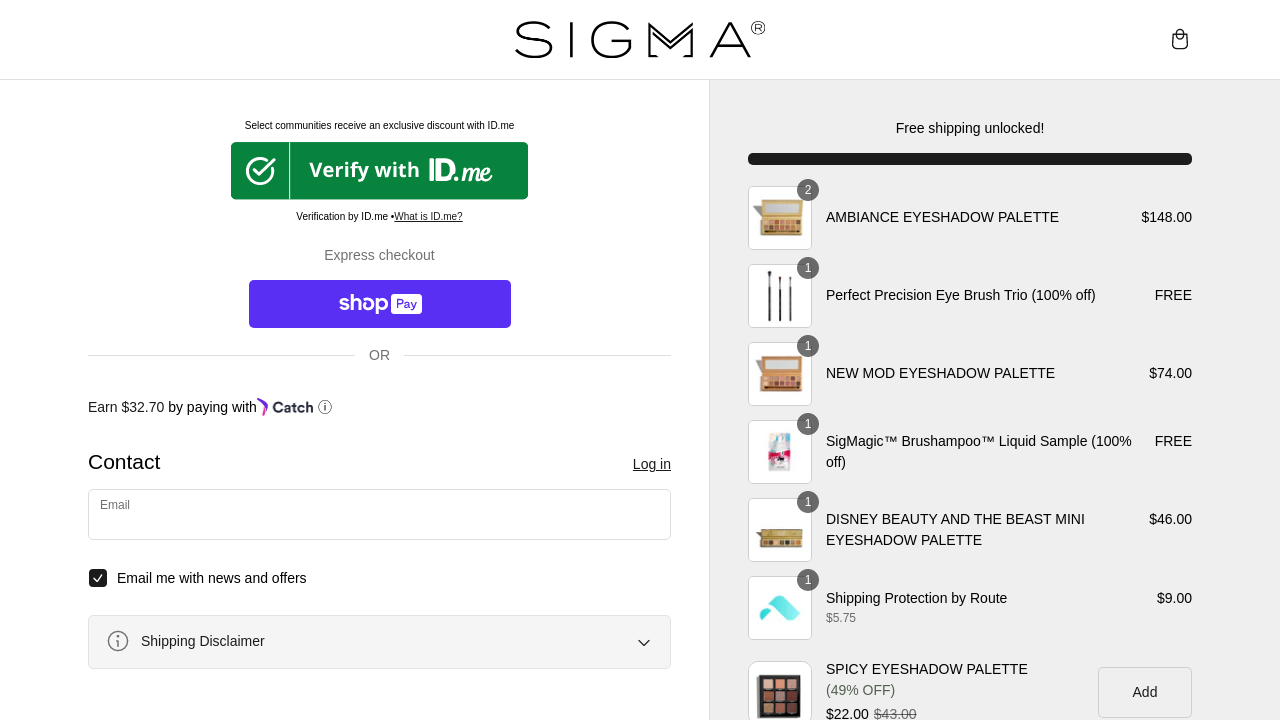 SIGMA®
Select communities receive an exclusive discount with ID.me
Verify with ID.me
Verification by ID.me •What is ID.me?
Express checkout
shop Pay
OR
Earn $32.70 by paying with Catch
Contact
Log in
Email
Email me with news and offers
Shipping Disclaimer
Free shipping unlocked!
2
AMBIANCE EYESHADOW PALETTE
$148.00
1
Perfect Precision Eye Brush Trio (100% off)
FREE
1
NEW MOD EYESHADOW PALETTE
$74.00
1
SigMagic™ Brushampoo™ Liquid Sample (100%
off)
FREE
1
DISNEY BEAUTY AND THE BEAST MINI
EYESHADOW PALETTE
$46.00
1
Shipping Protection by Route
$5.75
$9.00
SPICY EYESHADOW PALETTE
(49% OFF)
$22.00 $43.00
Add